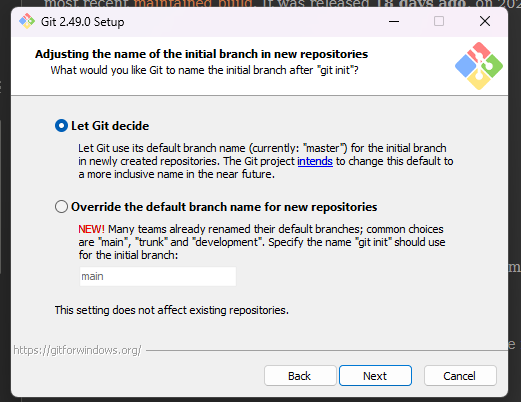 most recent maintained build. It was released 18 days ago, on 202
Git 2.49.0 Setup
Adjusting the name of the initial branch in new repositories
What would you like Git to name the initial branch after "git init"?
Let Git decide
Let Git use its default branch name (currently: "master") for the initial branch
in newly created repositories. The Git project intends to change this default to
a more inclusive name in the near future.
Override the default branch name for new repositories
NEW! Many teams already renamed their default branches; common choices
are "main", "trunk" and "development". Specify the name "git init" should use
for the initial branch:
main
This setting does not affect existing repositories.
https://gitforwindows.org/
Back
Next
Cancel